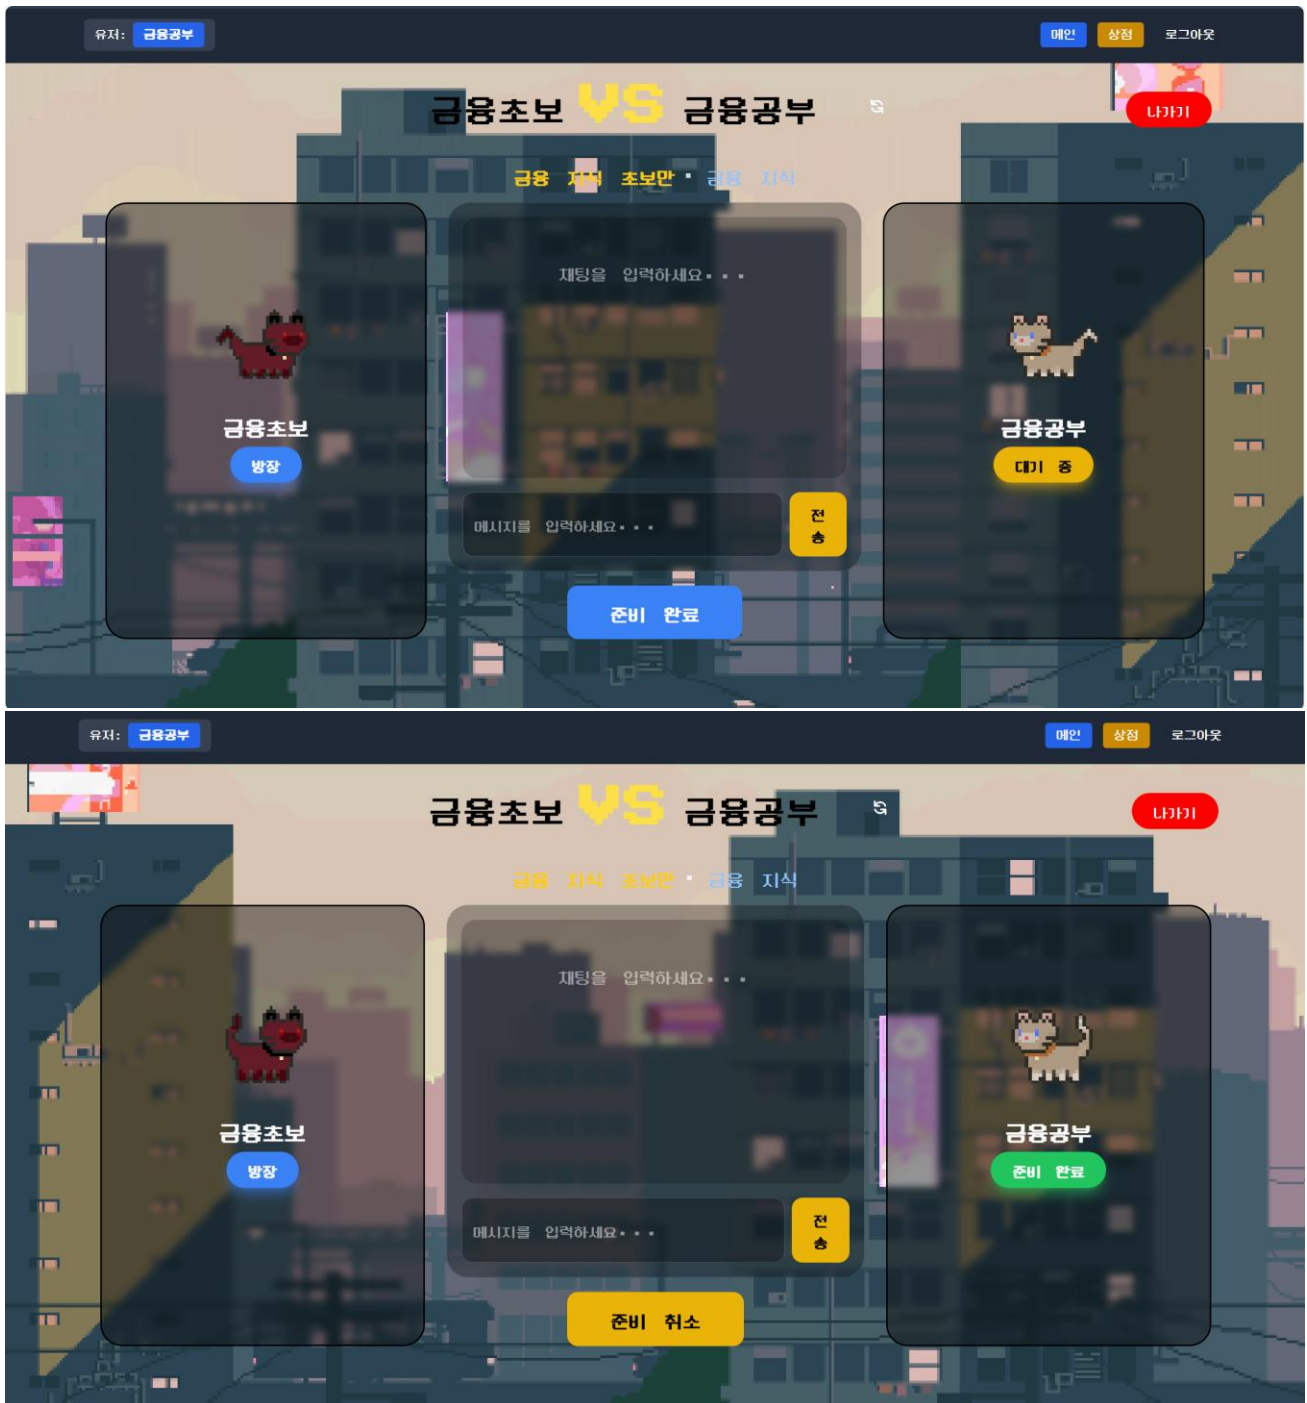 유저: 금융공부
메인 상점 로그아웃
금융초보 VS 금융공부
나가기
금융 지식 초보만 · 금융 지식
채팅을 입력하세요...
금융초보
방장
금융공부
대기 중
메시지를 입력하세요...
전송
준비 완료
유저: 금융공부
메인 상점 로그아웃
금융초보 VS 금융공부
나가기
금융 지식 초보만 · 금융 지식
채팅을 입력하세요...
금융초보
방장
금융공부
준비 완료
메시지를 입력하세요...
전송
준비 취소